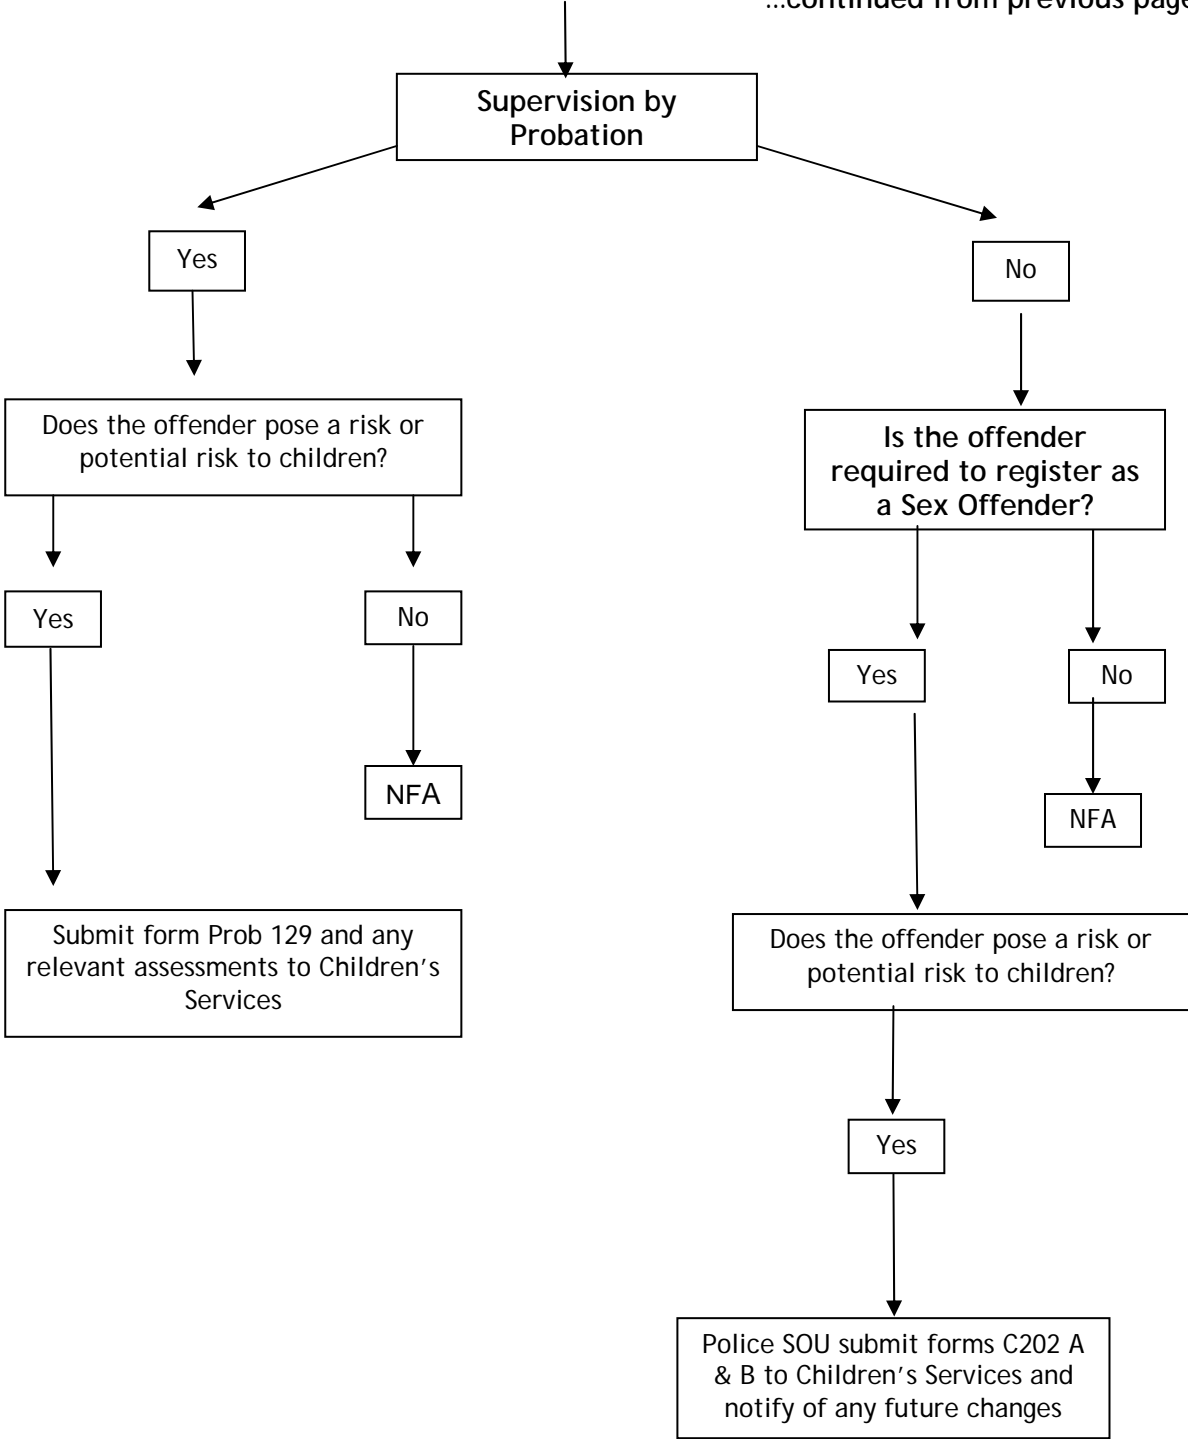 ...continued from previous page
Supervision by
Probation
Yes
No
Does the offender pose a risk or
potential risk to children?
Is the offender
required to register as
a Sex Offender?
Yes
No
Yes
No
NFA
NFA
Submit form Prob 129 and any
relevant assessments to Children’s
Services
Does the offender pose a risk or
potential risk to children?
Yes
Police SOU submit forms C202 A
& B to Children’s Services and
notify of any future changes